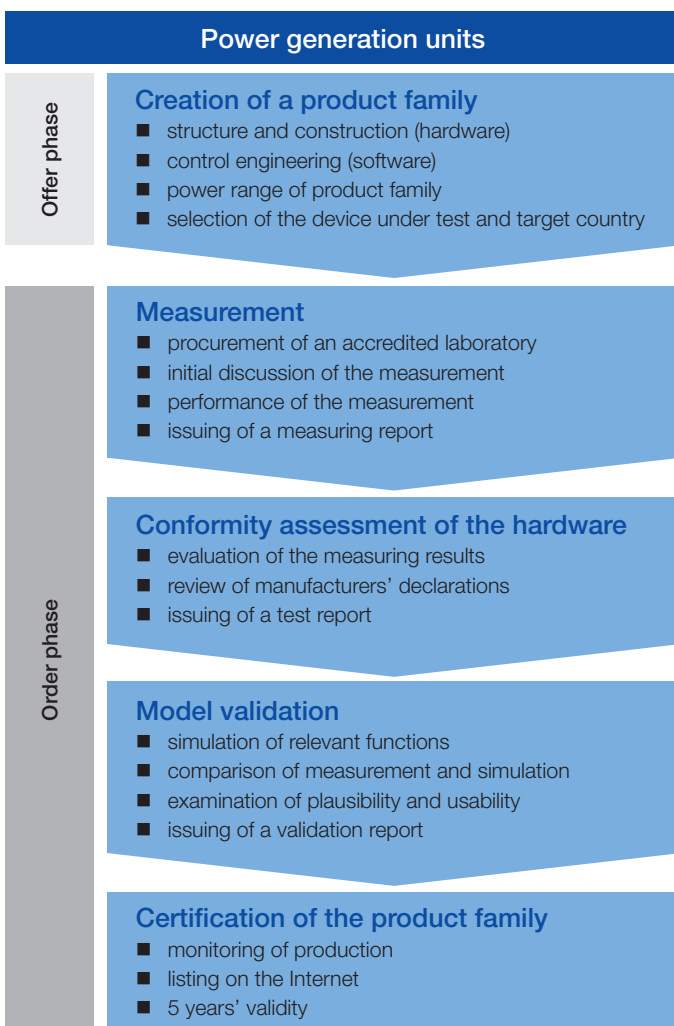 Power generation units
Offer phase
Creation of a product family
■ structure and construction (hardware)
■ control engineering (software)
■ power range of product family
■ selection of the device under test and target country
Order phase
Measurement
■ procurement of an accredited laboratory
■ initial discussion of the measurement
■ performance of the measurement
■ issuing of a measuring report
Conformity assessment of the hardware
■ evaluation of the measuring results
■ review of manufacturers’ declarations
■ issuing of a test report
Model validation
■ simulation of relevant functions
■ comparison of measurement and simulation
■ examination of plausibility and usability
■ issuing of a validation report
Certification of the product family
■ monitoring of production
■ listing on the Internet
■ 5 years’ validity